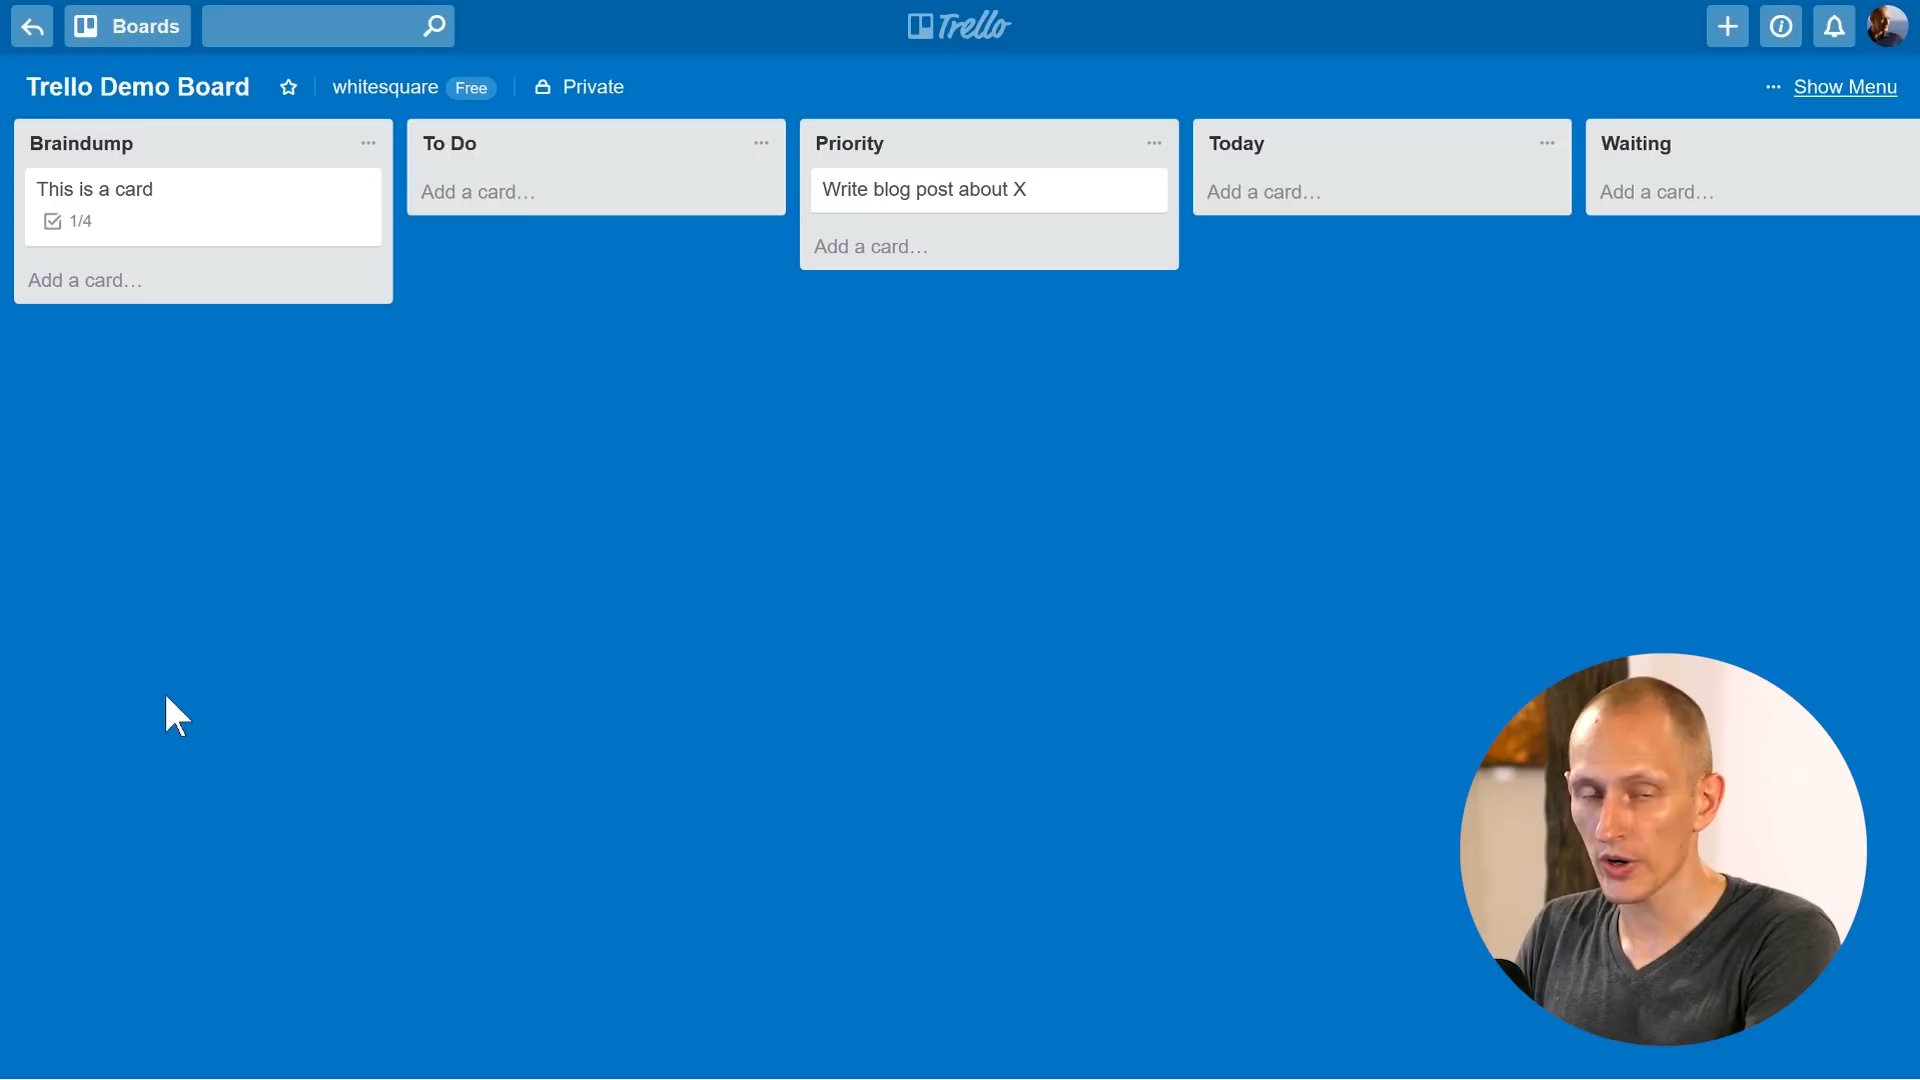 Boards
Trello
Trello Demo Board
whitesquare Free
Private
Show Menu
Braindump
This is a card
1/4
Add a card…
To Do
Add a card…
Priority
Write blog post about X
Add a card…
Today
Add a card…
Waiting
Add a card…